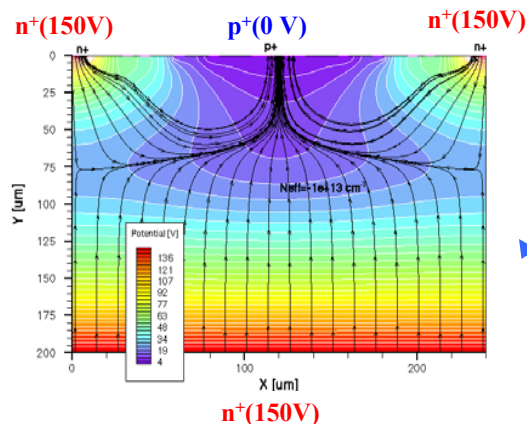 n⁺(150V) p⁺(0 V) n⁺(150V)
n+ p+ n+
0
25
50
75
100
125
150
175
200
Y [um]
Neff=-1e+13 cm⁻³
Potential [V]
136
121
107
92
77
63
48
34
19
4
0 100 200
X [um]
n⁺(150V)